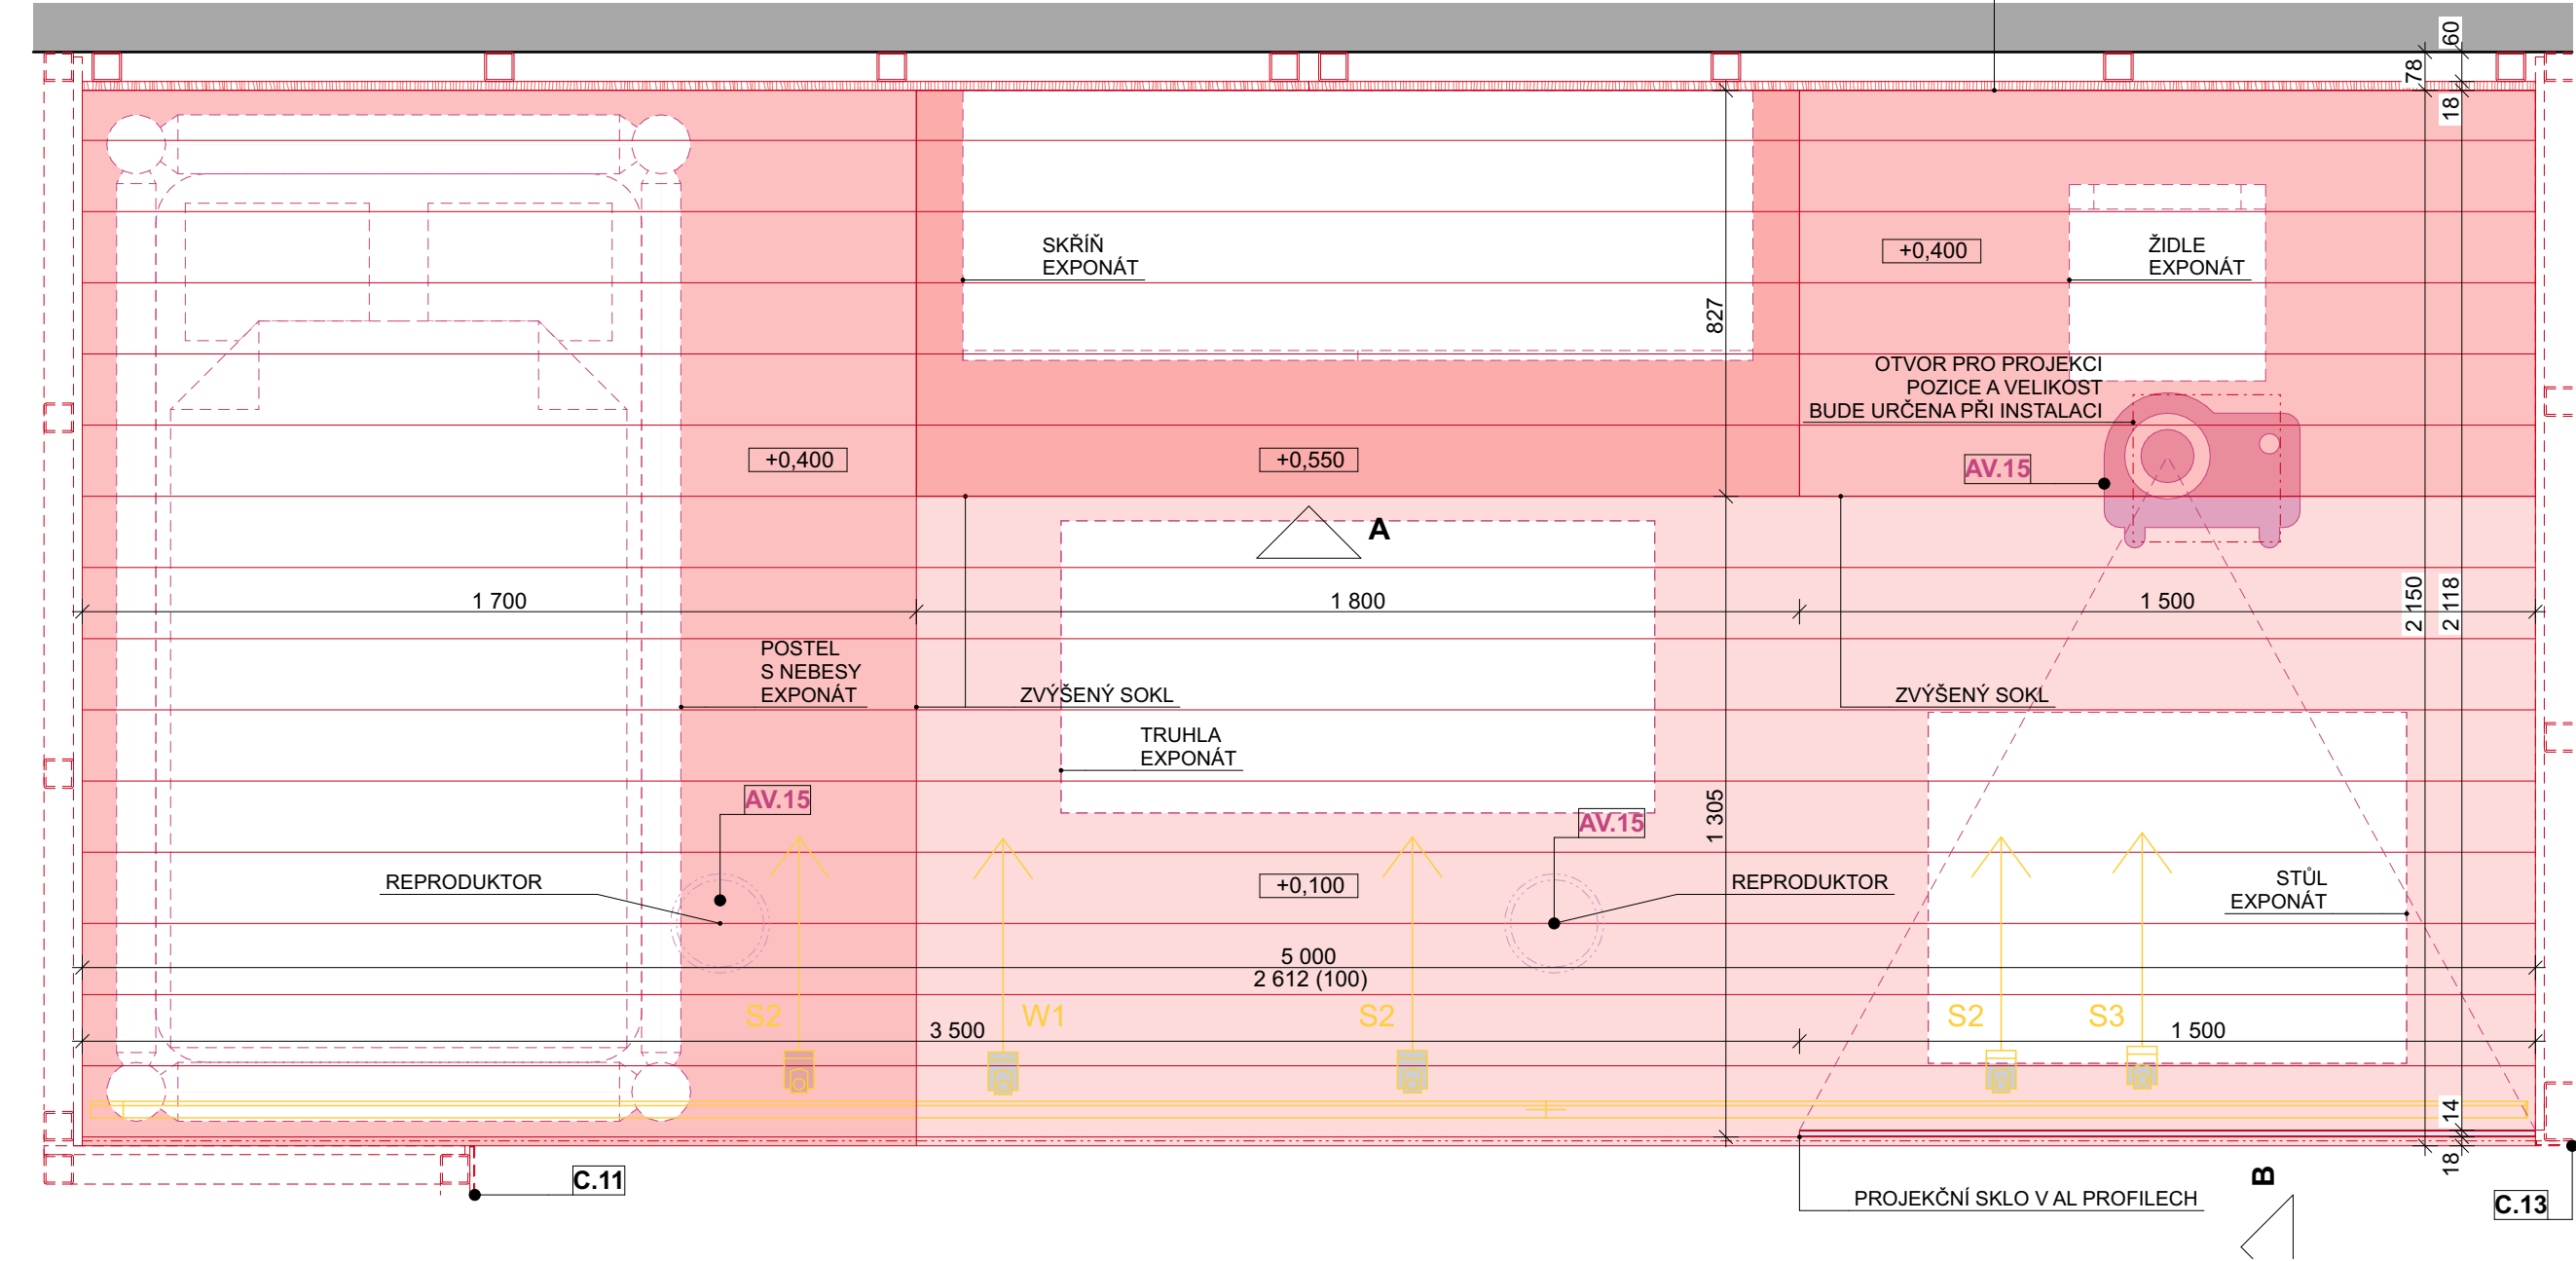 60
78
18
SKŘÍŇ
EXPONÁT
+0,400
ŽIDLE
EXPONÁT
827
OTVOR PRO PROJEKCI
POZICE A VELIKOST
BUDE URČENA PŘI INSTALACI
+0,400
+0,550
AV.15
A
1 700
1 800
1 500
2 150
2 118
POSTEL
S NEBESY
EXPONÁT
ZVÝŠENÝ SOKL
ZVÝŠENÝ SOKL
TRUHLA
EXPONÁT
AV.15
AV.15
1 305
REPRODUKTOR
+0,100
REPRODUKTOR
STŮL
EXPONÁT
5 000
2 612 (100)
S2
W1
S2
S2
S3
3 500
1 500
14
18
C.11
B
PROJEKČNÍ SKLO V AL PROFILECH
C.13